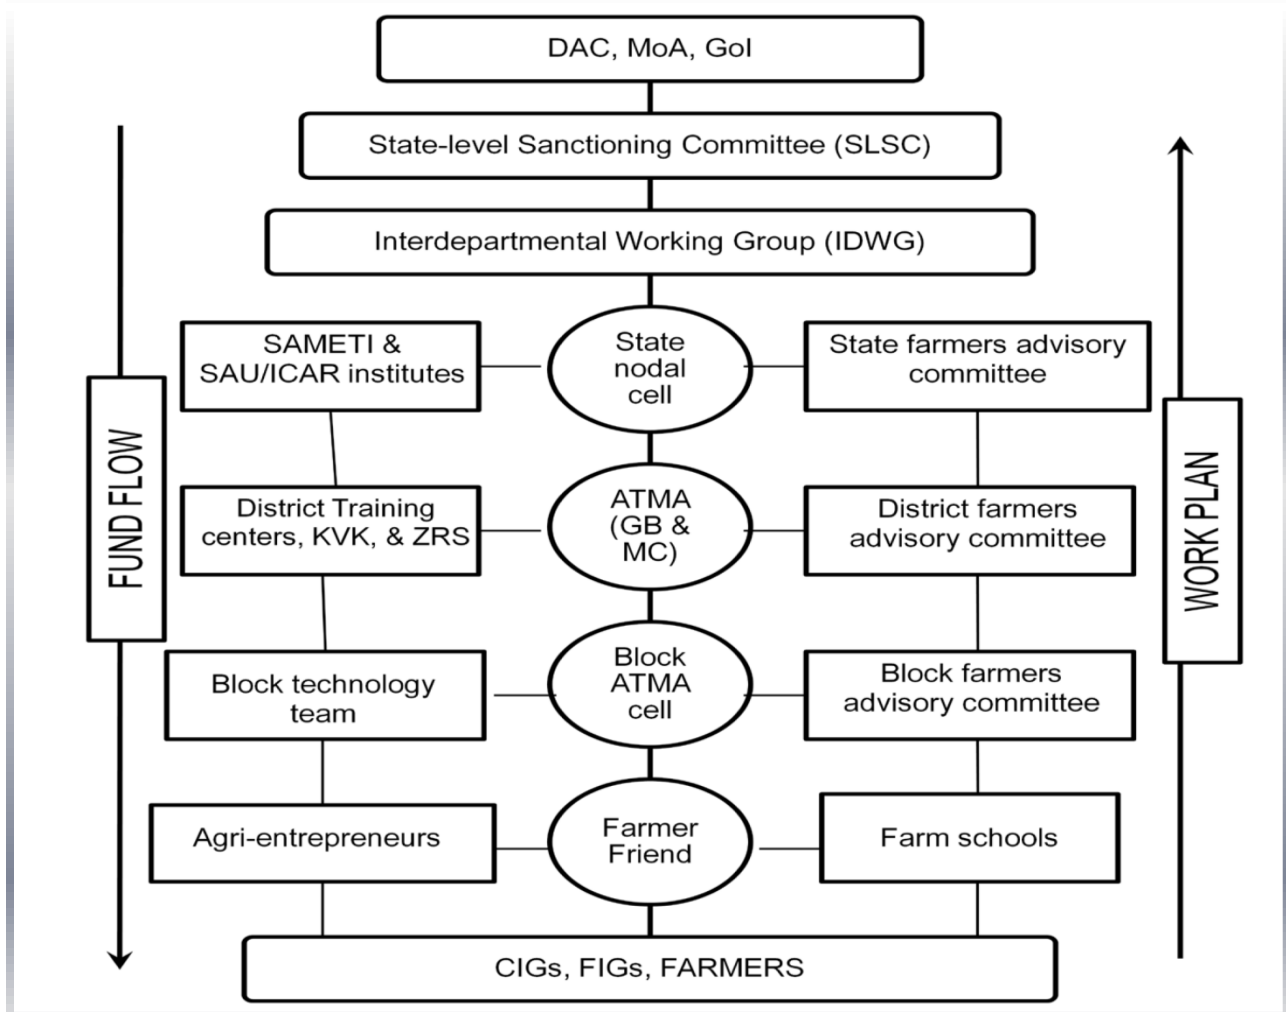 DAC, MoA, GoI
State-level Sanctioning Committee (SLSC)
Interdepartmental Working Group (IDWG)
SAMETI &
SAU/ICAR institutes
State
nodal
cell
State farmers advisory
committee
FUND FLOW
District Training
centers, KVK, & ZRS
ATMA
(GB &
MC)
District farmers
advisory committee
WORK PLAN
Block technology
team
Block
ATMA
cell
Block farmers
advisory committee
Agri-entrepreneurs
Farmer
Friend
Farm schools
CIGs, FIGs, FARMERS